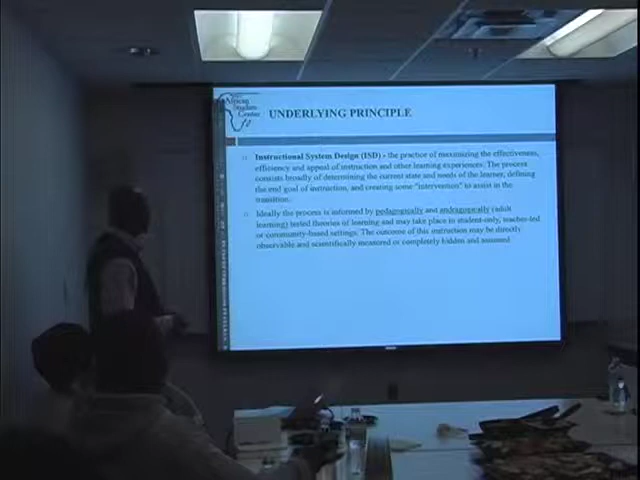 African
Studies
Center
UNDERLYING PRINCIPLE
Instructional System Design (ISD) - the practice of maximizing the effectiveness,
efficiency and appeal of instruction and other learning experiences. The process
consists broadly of determining the current state and needs of the learner, defining
the end goal of instruction, and creating some "intervention" to assist in the
transition.
Ideally the process is informed by pedagogically and andragogically (adult
learning) tested theories of learning and may take place in student-only, teacher-led
or community-based settings. The outcome of this instruction may be directly
observable and scientifically measured or completely hidden and assumed